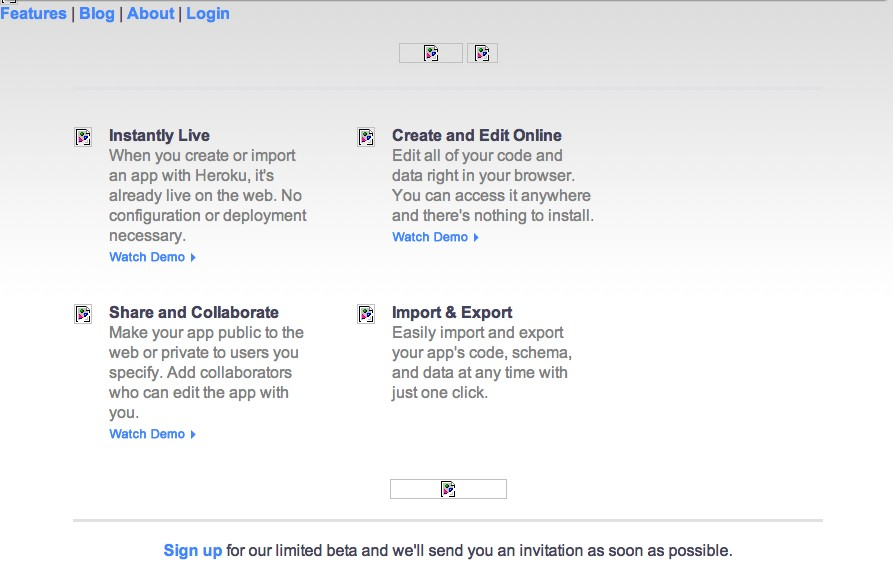 Features | Blog | About | Login
Instantly Live
When you create or import
an app with Heroku, it's
already live on the web. No
configuration or deployment
necessary.
Watch Demo
Create and Edit Online
Edit all of your code and
data right in your browser.
You can access it anywhere
and there's nothing to install.
Watch Demo
Share and Collaborate
Make your app public to the
web or private to users you
specify. Add collaborators
who can edit the app with
you.
Watch Demo
Import & Export
Easily import and export
your app's code, schema,
and data at any time with
just one click.
Sign up for our limited beta and we'll send you an invitation as soon as possible.